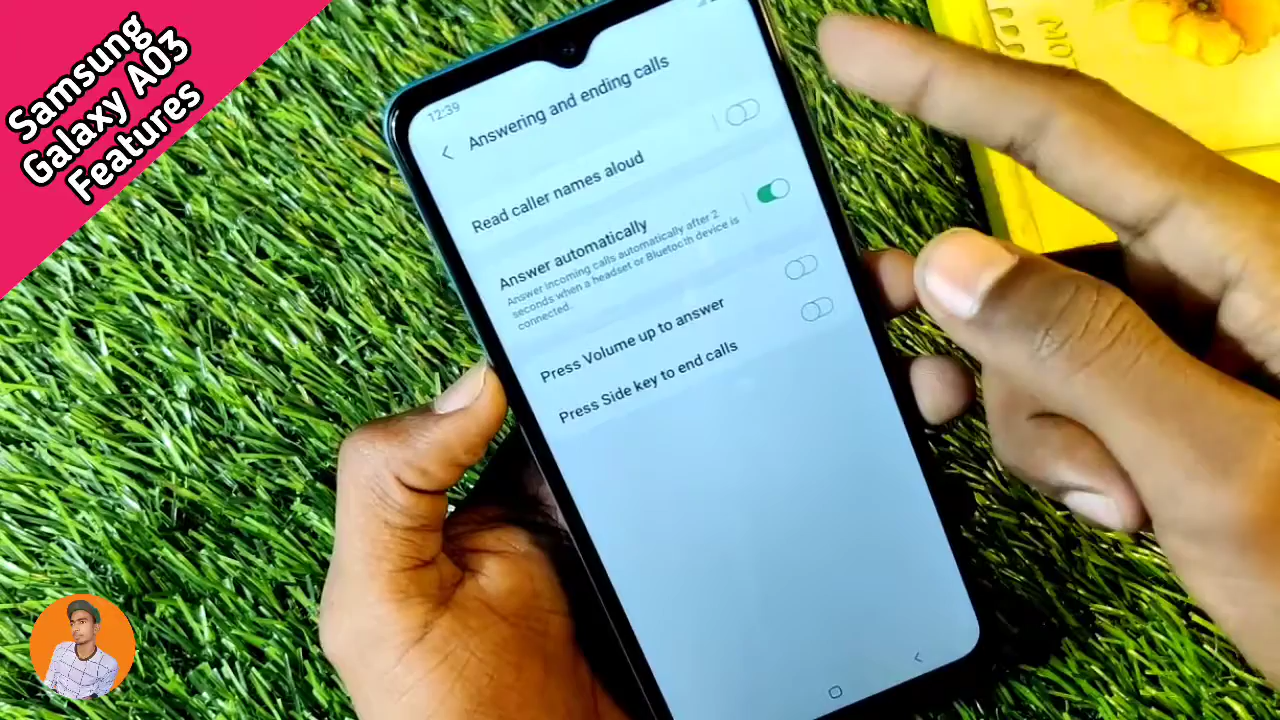 Samsung
Galaxy A03
Features
12:39
Answering and ending calls
Read caller names aloud
Answer automatically
Answer incoming calls automatically after 2
seconds when a headset or Bluetooth device is
connected.
Press Volume up to answer
Press Side key to end calls